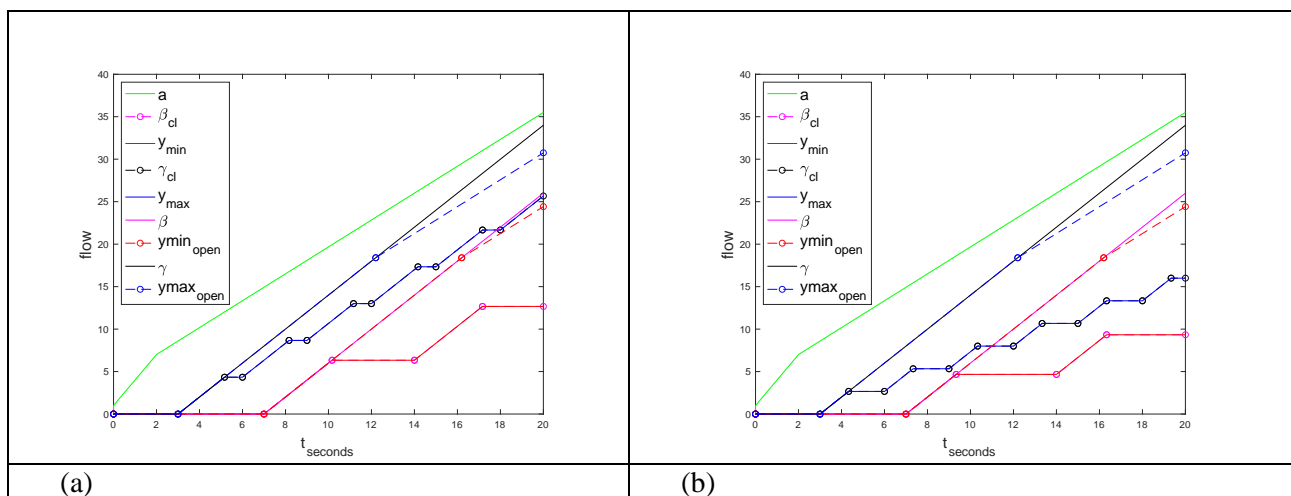 40
35
30
25
20
15
10
5
0
flow
a
β_cl
y_min
γ_cl
y_max
β
ymin_open
γ
ymax_open
0 2 4 6 8 10 12 14 16 18 20
t_seconds
(a)
40
35
30
25
20
15
10
5
0
flow
a
β_cl
y_min
γ_cl
y_max
β
ymin_open
γ
ymax_open
0 2 4 6 8 10 12 14 16 18 20
t_seconds
(b)